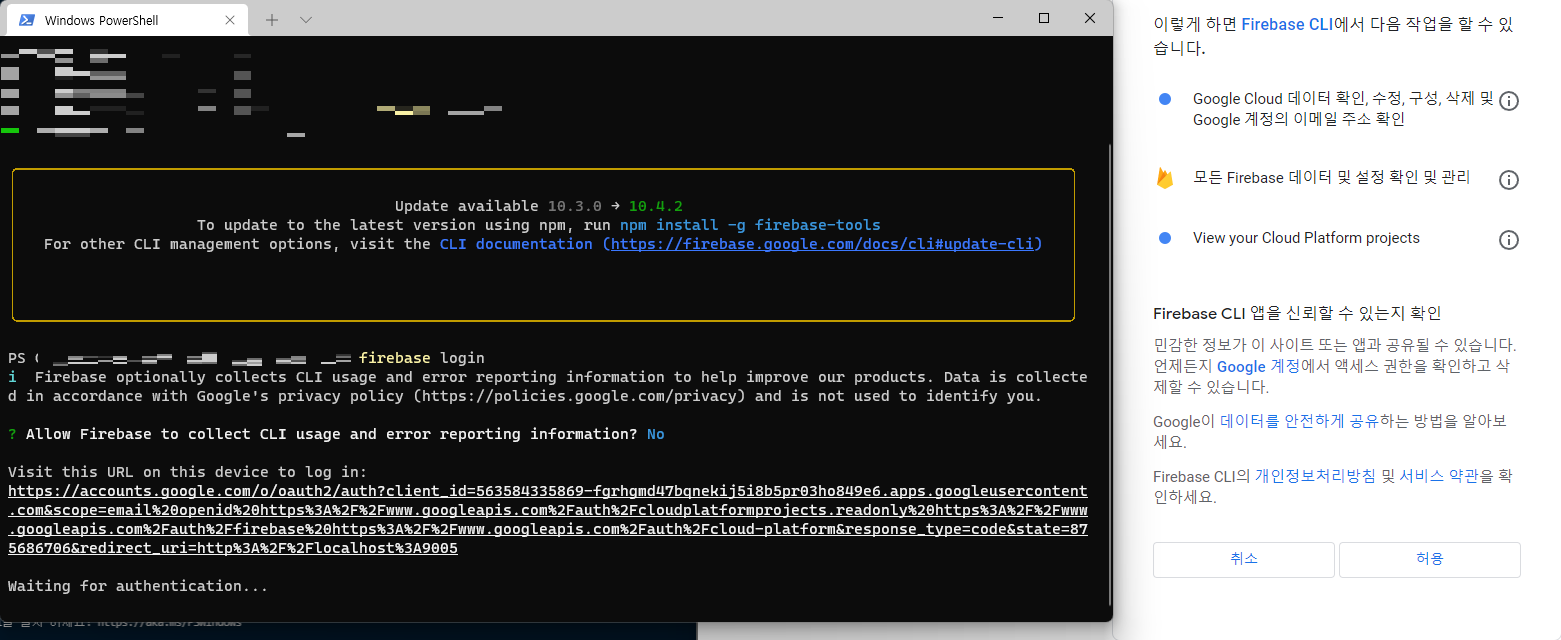 Windows PowerShell
Update available 10.3.0 → 10.4.2
To update to the latest version using npm, run npm install -g firebase-tools
For other CLI management options, visit the CLI documentation (https://firebase.google.com/docs/cli#update-cli)
PS
firebase login
i Firebase optionally collects CLI usage and error reporting information to help improve our products. Data is collecte
d in accordance with Google's privacy policy (https://policies.google.com/privacy) and is not used to identify you.
? Allow Firebase to collect CLI usage and error reporting information? No
Visit this URL on this device to log in:
https://accounts.google.com/o/oauth2/auth?client_id=563584335869-fgrhgmd47bqnekij5i8b5pr03ho849e6.apps.googleusercontent
.com&scope=email%20openid%20https%3A%2F%2Fwww.googleapis.com%2Fauth%2Fcloudplatformprojects.readonly%20https%3A%2F%2Fwww
.googleapis.com%2Fauth%2Ffirebase%20https%3A%2F%2Fwww.googleapis.com%2Fauth%2Fcloud-platform&response_type=code&state=87
5686706&redirect_uri=http%3A%2F%2Flocalhost%3A9005
Waiting for authentication...
이렇게 하면 Firebase CLI에서 다음 작업을 할 수 있
습니다.
Google Cloud 데이터 확인, 수정, 구성, 삭제 및
Google 계정의 이메일 주소 확인
모든 Firebase 데이터 및 설정 확인 및 관리
View your Cloud Platform projects
Firebase CLI 앱을 신뢰할 수 있는지 확인
민감한 정보가 이 사이트 또는 앱과 공유될 수 있습니다.
언제든지 Google 계정에서 액세스 권한을 확인하고 삭
제할 수 있습니다.
Google이 데이터를 안전하게 공유하는 방법을 알아보
세요.
Firebase CLI의 개인정보처리방침 및 서비스 약관을 확
인하세요.
취소
허용